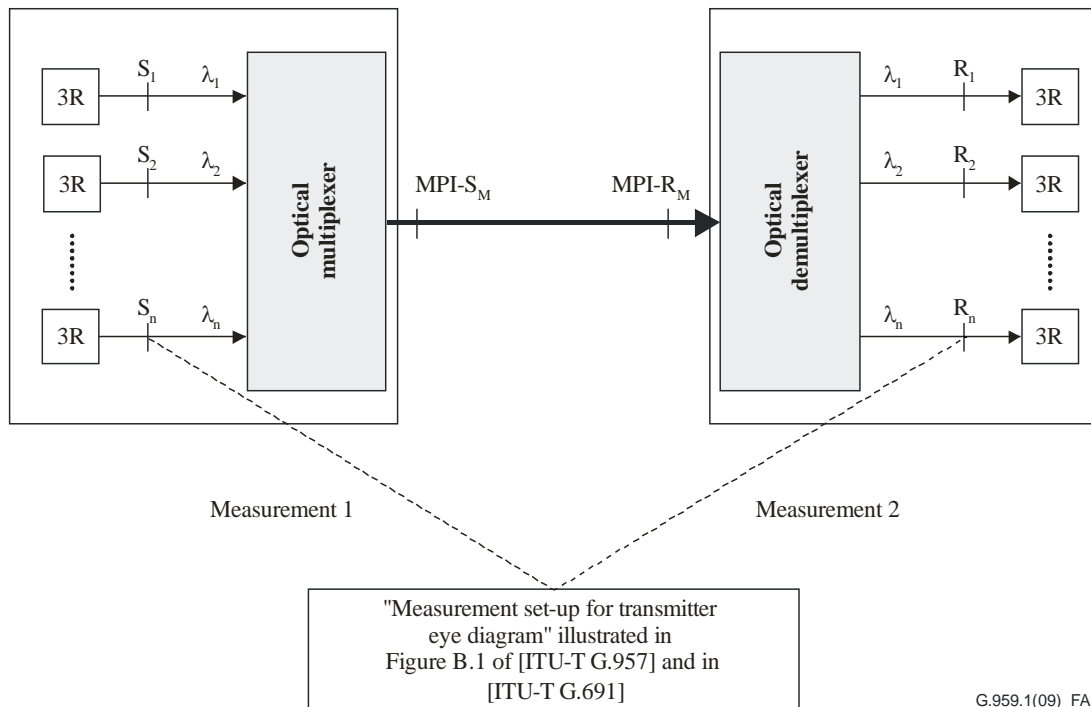 S₁ λ₁
3R
S₂ λ₂
3R
Sₙ λₙ
3R
Optical
multiplexer
MPI-S_M
MPI-R_M
Optical
demultiplexer
λ₁ R₁
3R
λ₂ R₂
3R
λₙ Rₙ
3R
Measurement 1
Measurement 2
"Measurement set-up for transmitter
eye diagram" illustrated in
Figure B.1 of [ITU-T G.957] and in
[ITU-T G.691]
G.959.1(09)_FA